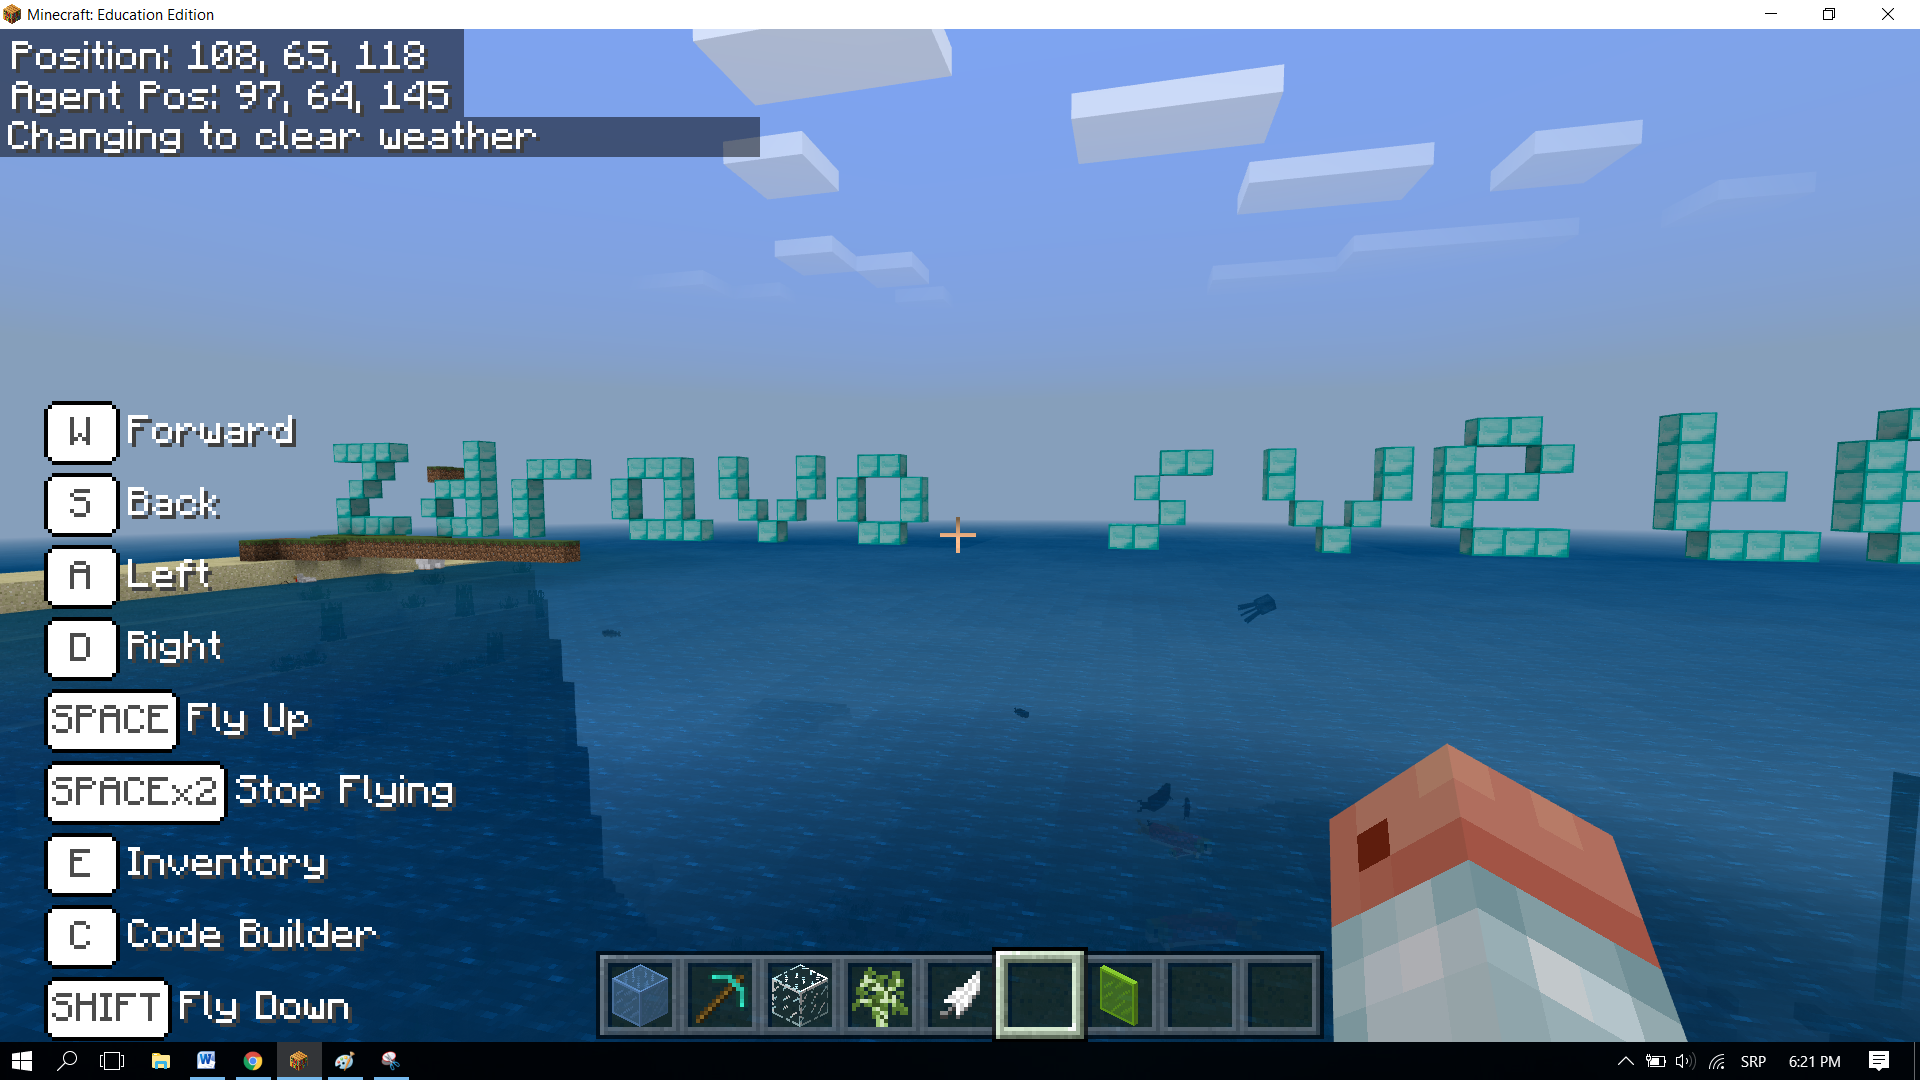 Minecraft: Education Edition
Position: 108, 65, 118
Agent Pos: 97, 64, 145
Changing to clear weather
zdravo svet
W Forward
S Back
A Left
D Right
SPACE Fly Up
SPACEx2 Stop Flying
E Inventory
C Code Builder
SHIFT Fly Down
SRP 6:21 PM